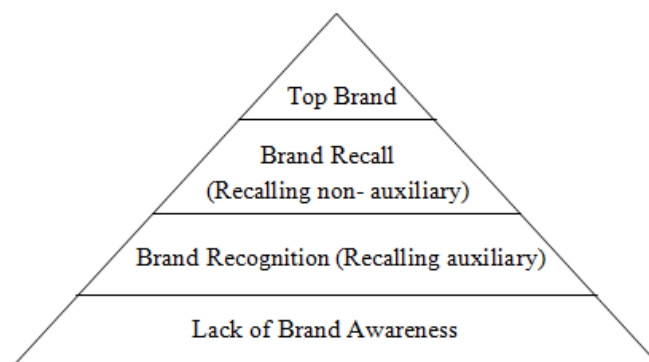 Top Brand
Brand Recall
(Recalling non- auxiliary)
Brand Recognition (Recalling auxiliary)
Lack of Brand Awareness